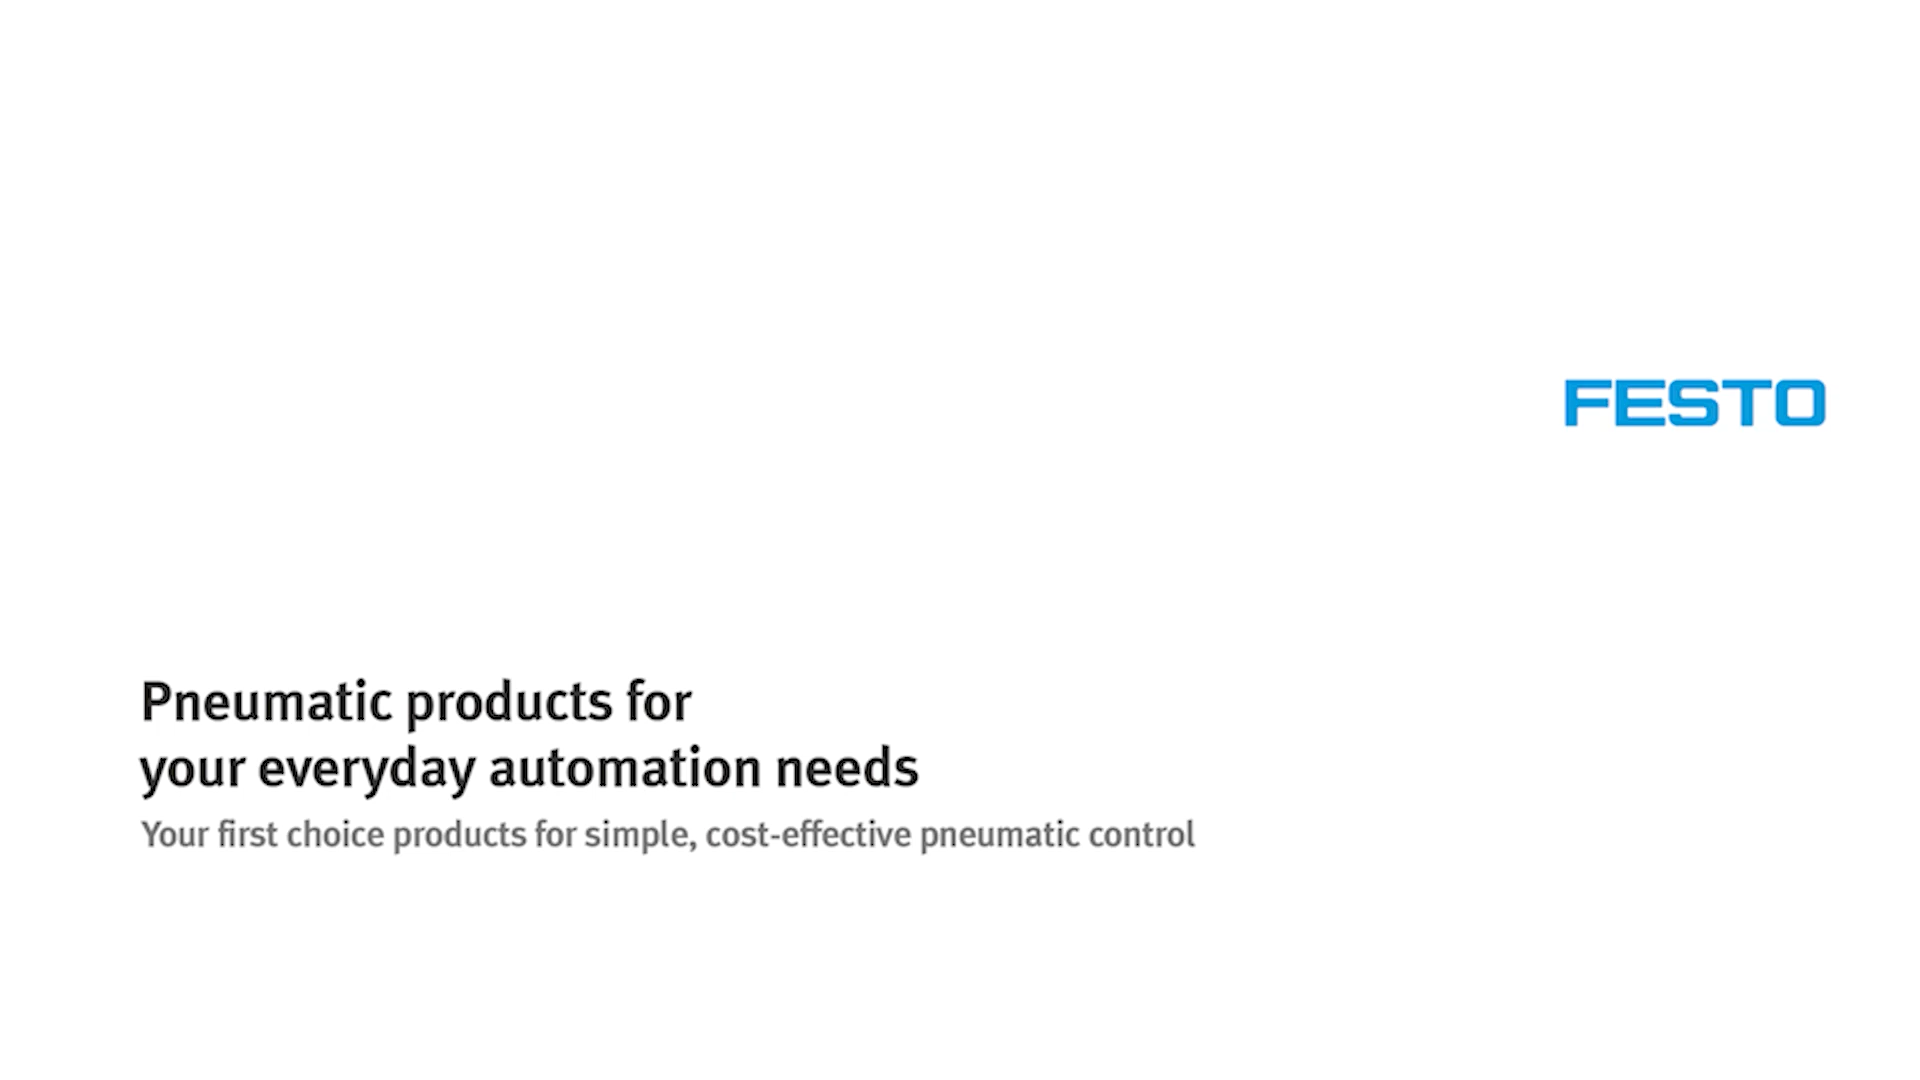 FESTO
Pneumatic products for
your everyday automation needs
Your first choice products for simple, cost-effective pneumatic control